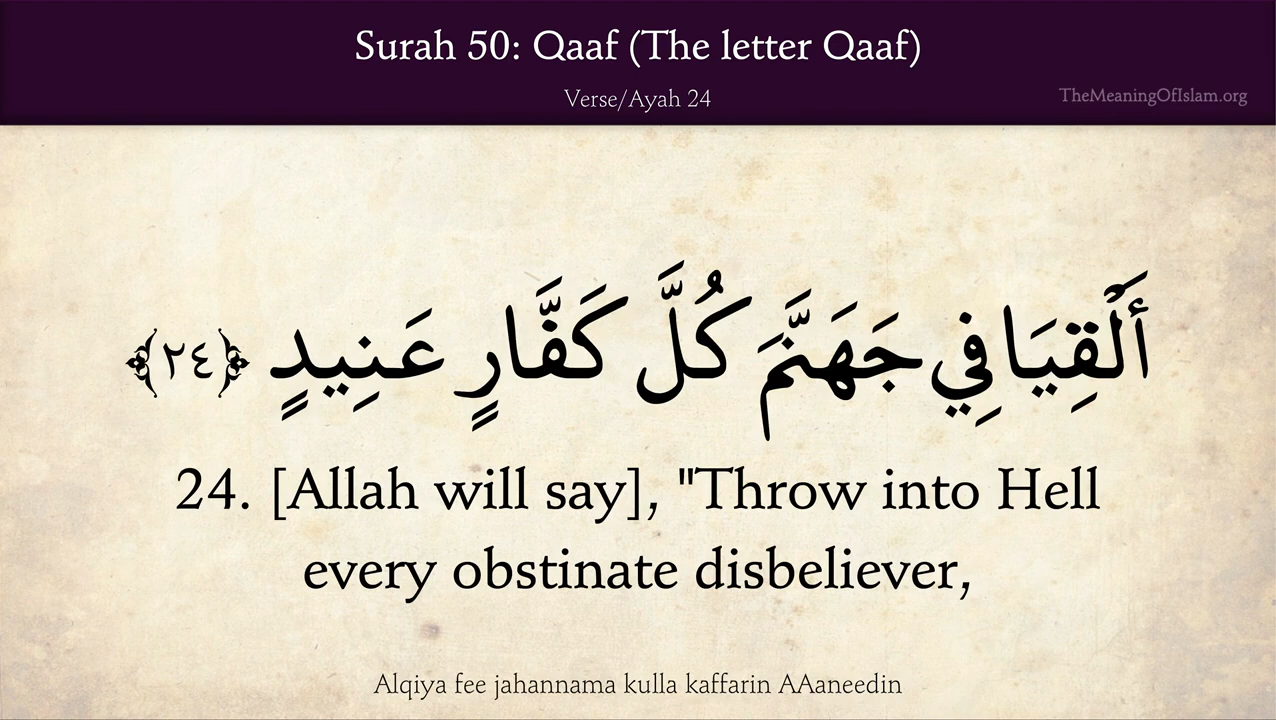 Surah 50: Qaaf (The letter Qaaf)
Verse/Ayah 24
TheMeaningOfIslam.org
أَلْقِيَا فِي جَهَنَّمَ كُلَّ كَفَّارٍ عَنِيدٍ ﴿٢٤﴾
24. [Allah will say], "Throw into Hell
every obstinate disbeliever,
Alqiya fee jahannama kulla kaffarin AAaneedin